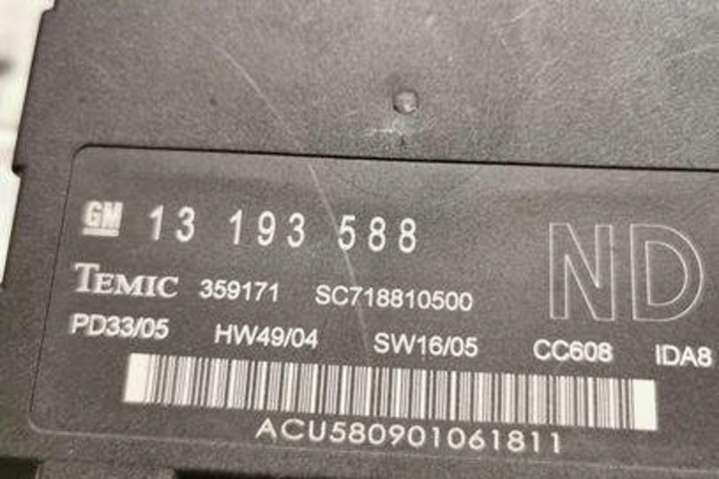 GM 13 193 588 ND
TEMIC 359171 SC718810500
PD33/05 HW49/04 SW16/05 CC608 IDA8
ACU580901061811